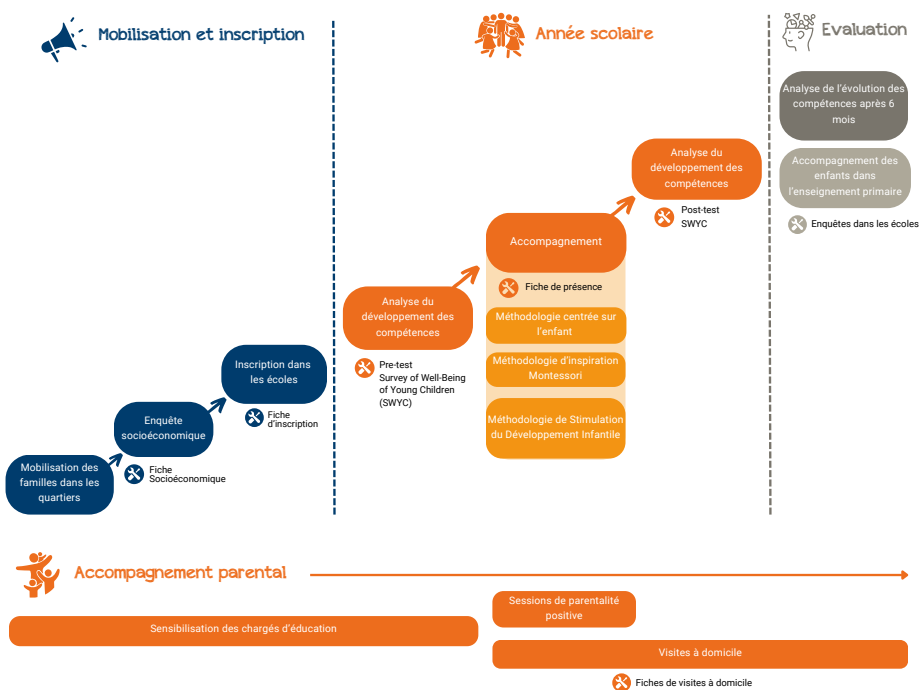 Mobilisation et inscription
Mobilisation des
familles dans les
quartiers
Enquête
socioéconomique
Fiche
Socioéconomique
Inscription dans
les écoles
Fiche
d'inscription
Année scolaire
Analyse du
développement des
compétences
Pre-test
Survey of Well-Being
of Young Children
(SWYC)
Accompagnement
Fiche de présence
Méthodologie centrée sur
l'enfant
Méthodologie d'inspiration
Montessori
Méthodologie de Stimulation
du Développement Infantile
Analyse du
développement des
compétences
Post-test
SWYC
Evaluation
Analyse de l'évolution des
compétences après 6
mois
Accompagnement des
enfants dans
l'enseignement primaire
Enquêtes dans les écoles
Accompagnement parental
Sensibilisation des chargés d'éducation
Sessions de parentalité
positive
Visites à domicile
Fiches de visites à domicile